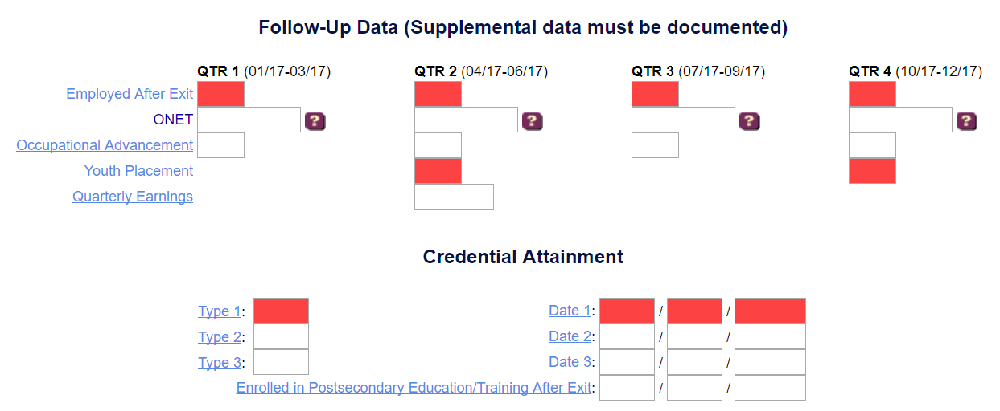 Follow-Up Data (Supplemental data must be documented)
QTR 1 (01/17-03/17) QTR 2 (04/17-06/17) QTR 3 (07/17-09/17) QTR 4 (10/17-12/17)
Employed After Exit
ONET ? ? ? ?
Occupational Advancement
Youth Placement
Quarterly Earnings
Credential Attainment
Type 1: Date 1: / /
Type 2: Date 2: / /
Type 3: Date 3: / /
Enrolled in Postsecondary Education/Training After Exit: / /